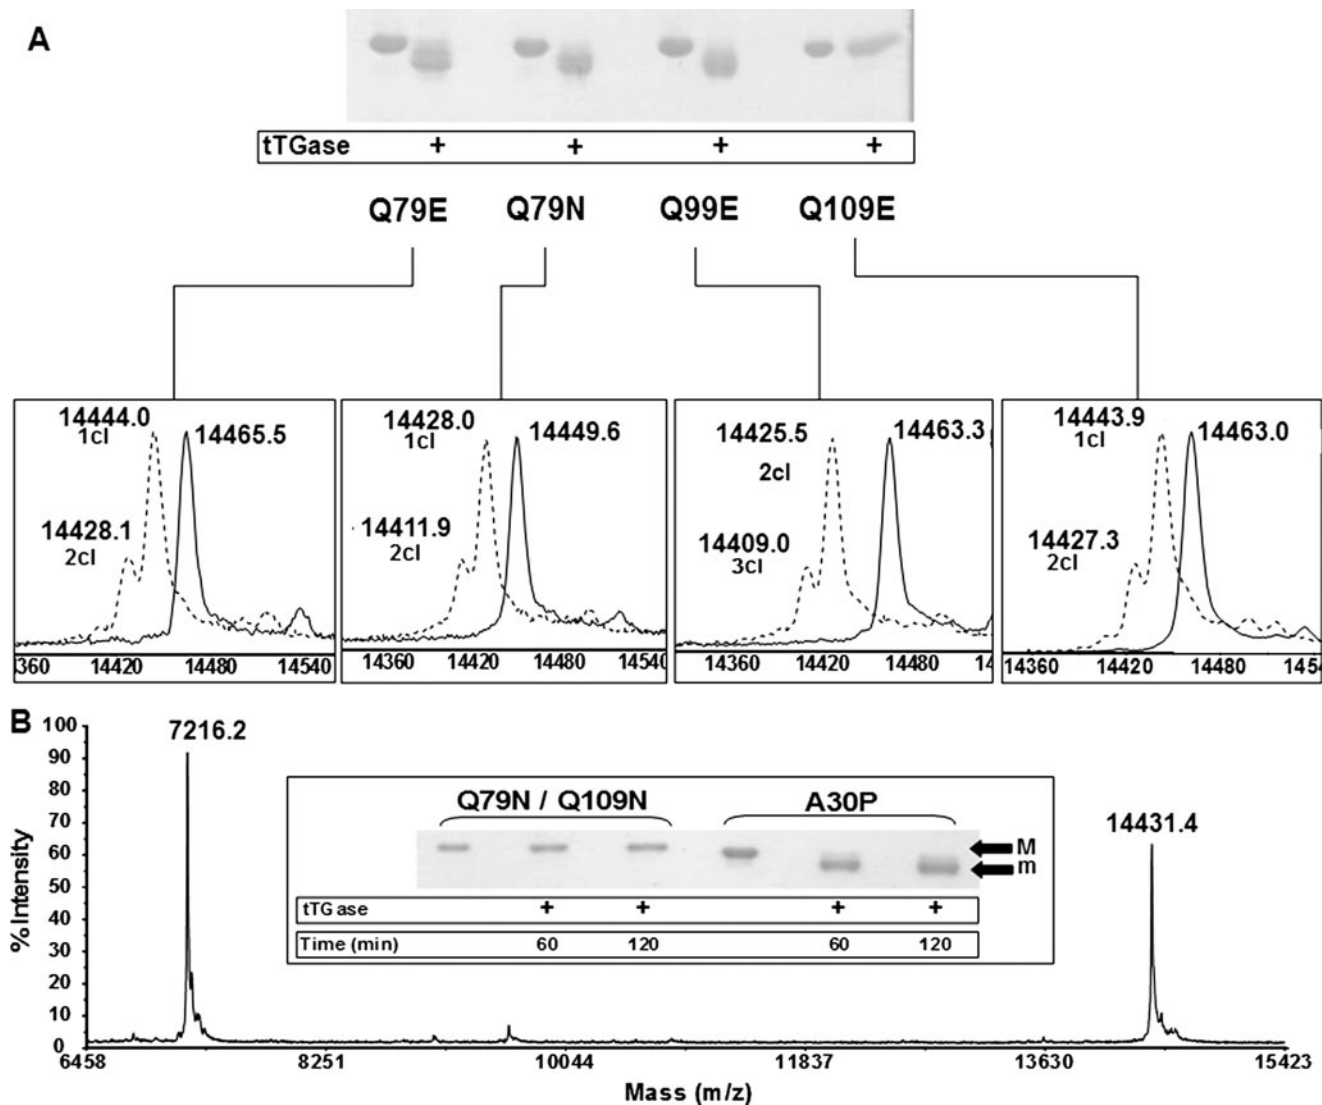 A
tTGase + + + +
Q79E Q79N Q99E Q109E
14444.0
1cl
14465.5
14428.1
2cl
14360 14420 14480 14540
14428.0
1cl
14449.6
14411.9
2cl
14360 14420 14480 14540
14425.5
2cl
14463.3
14409.0
3cl
14360 14420 14480 14
14443.9
1cl
14463.0
14427.3
2cl
14360 14420 14480 1454
B
100
90
80
70
60
50
40
30
20
10
0
% Intensity
7216.2
14431.4
Q79N / Q109N A30P
M
m
tTGase + + + +
Time (min) 60 120 60 120
6458 8251 10044 11837 13630 15423
Mass (m/z)